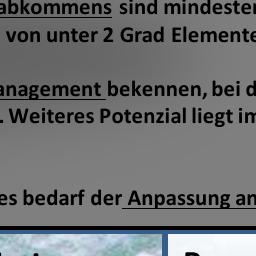 abkommens sind mindesten
von unter 2 Grad Elemente
anagement bekennen, bei d
. Weiteres Potenzial liegt im
es bedarf der Anpassung an